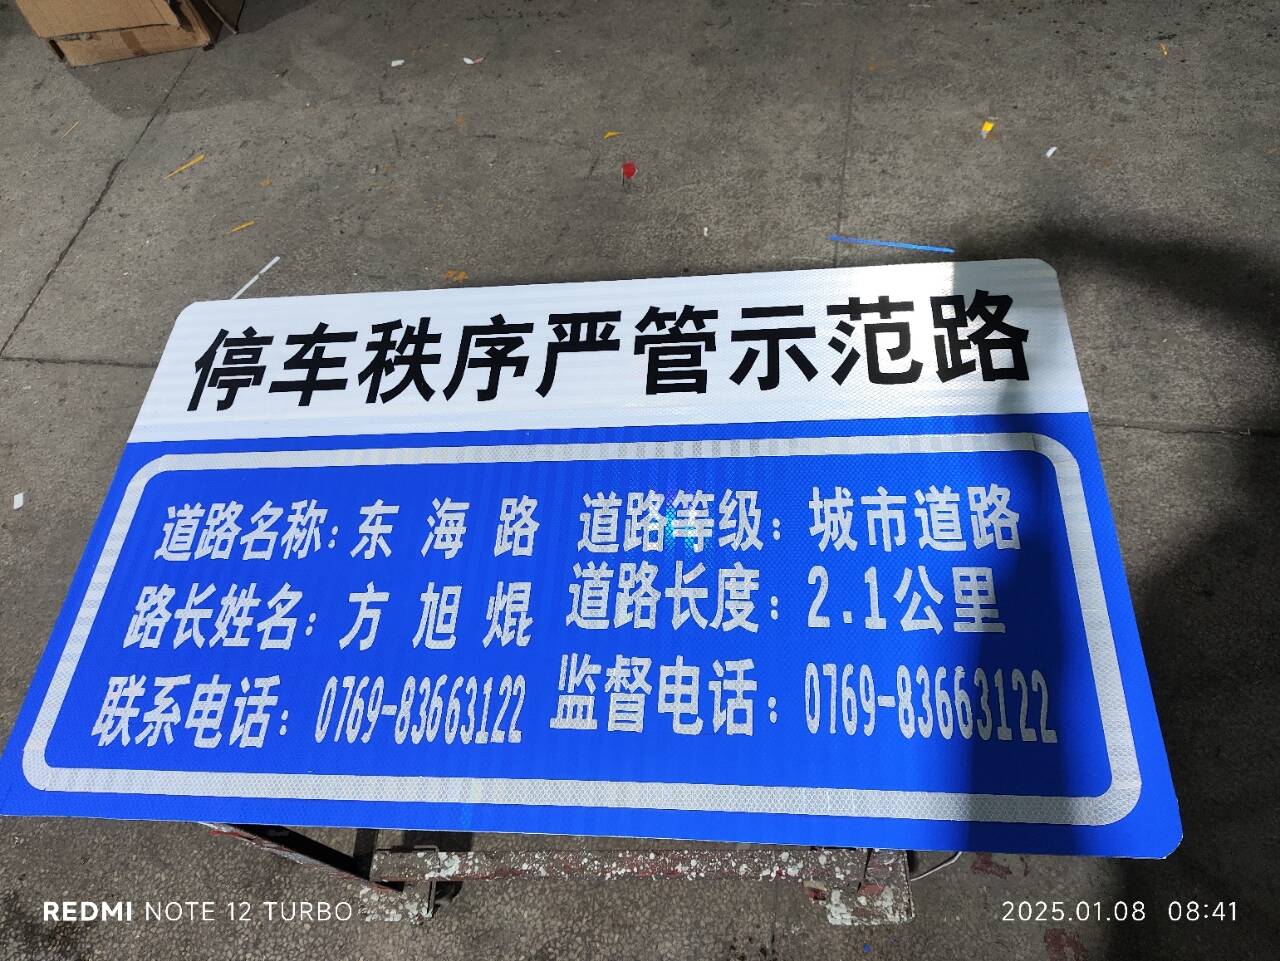 停车秩序严管示范路
道路名称：东海路 道路等级：城市道路
路长姓名：方旭焜 道路长度：2.1公里
联系电话：0769-83663122 监督电话：0769-83663122
REDMI NOTE 12 TURBO 2025.01.08 08:41